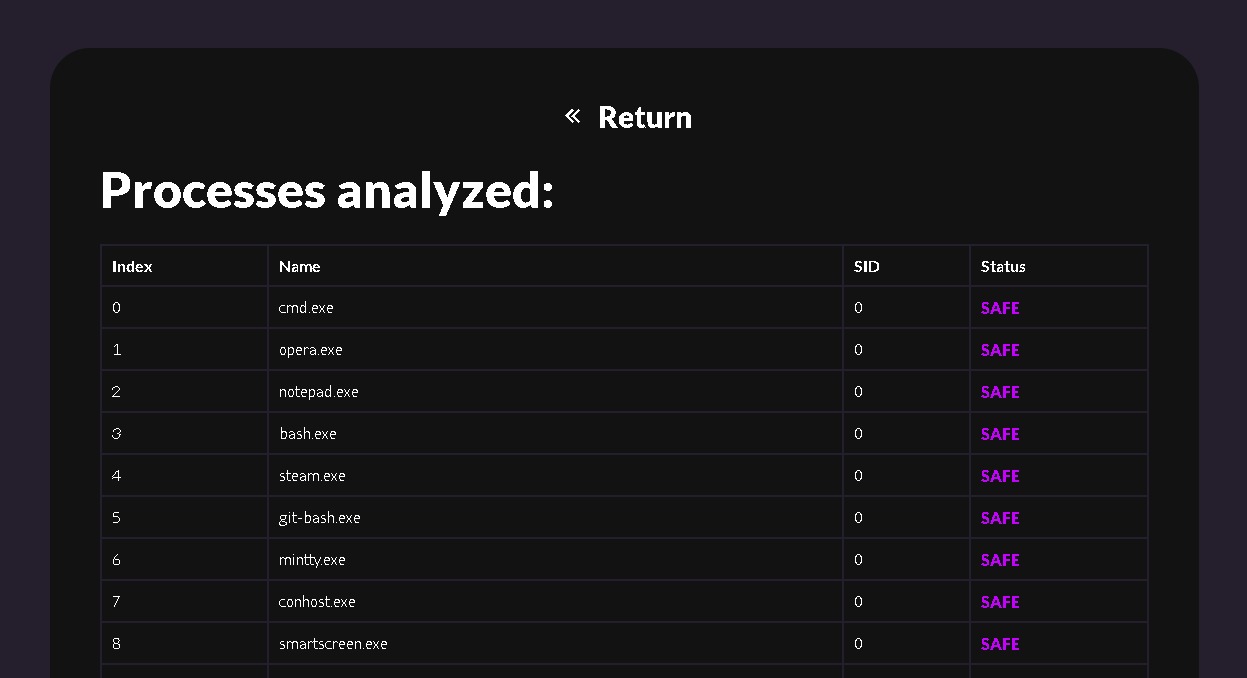 « Return
Processes analyzed:
Index Name SID Status
0 cmd.exe 0 SAFE
1 opera.exe 0 SAFE
2 notepad.exe 0 SAFE
3 bash.exe 0 SAFE
4 steam.exe 0 SAFE
5 git-bash.exe 0 SAFE
6 mintty.exe 0 SAFE
7 conhost.exe 0 SAFE
8 smartscreen.exe 0 SAFE